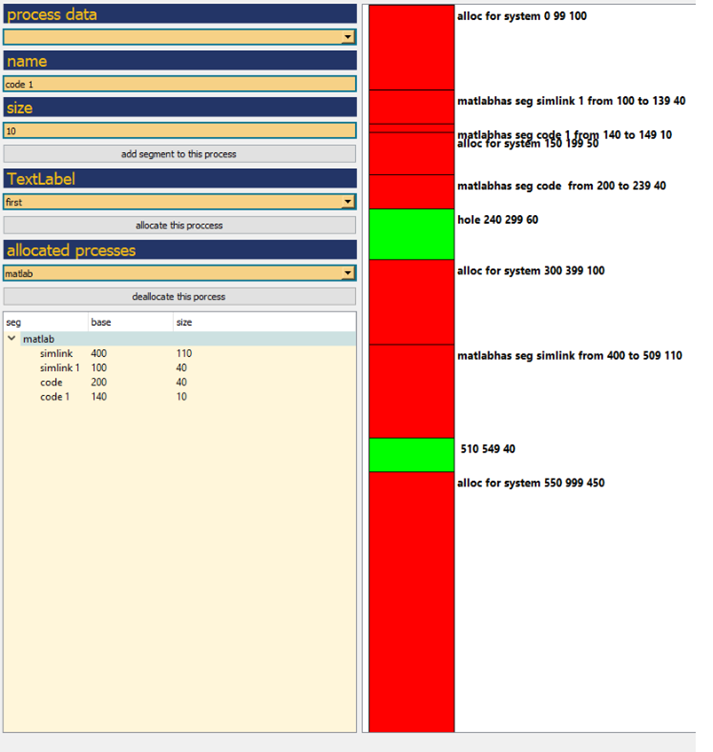 process data
name
code 1
size
10
add segment to this process
TextLabel
first
allocate this proccess
allocated prcesses
matlab
deallocate this porcess
seg base size
matlab
simlink 400 110
simlink 1 100 40
code 200 40
code 1 140 10
alloc for system 0 99 100
matlabhas seg simlink 1 from 100 to 139 40
matlabhas seg code 1 from 140 to 149 10
alloc for system 150 199 50
matlabhas seg code from 200 to 239 40
hole 240 299 60
alloc for system 300 399 100
matlabhas seg simlink from 400 to 509 110
510 549 40
alloc for system 550 999 450